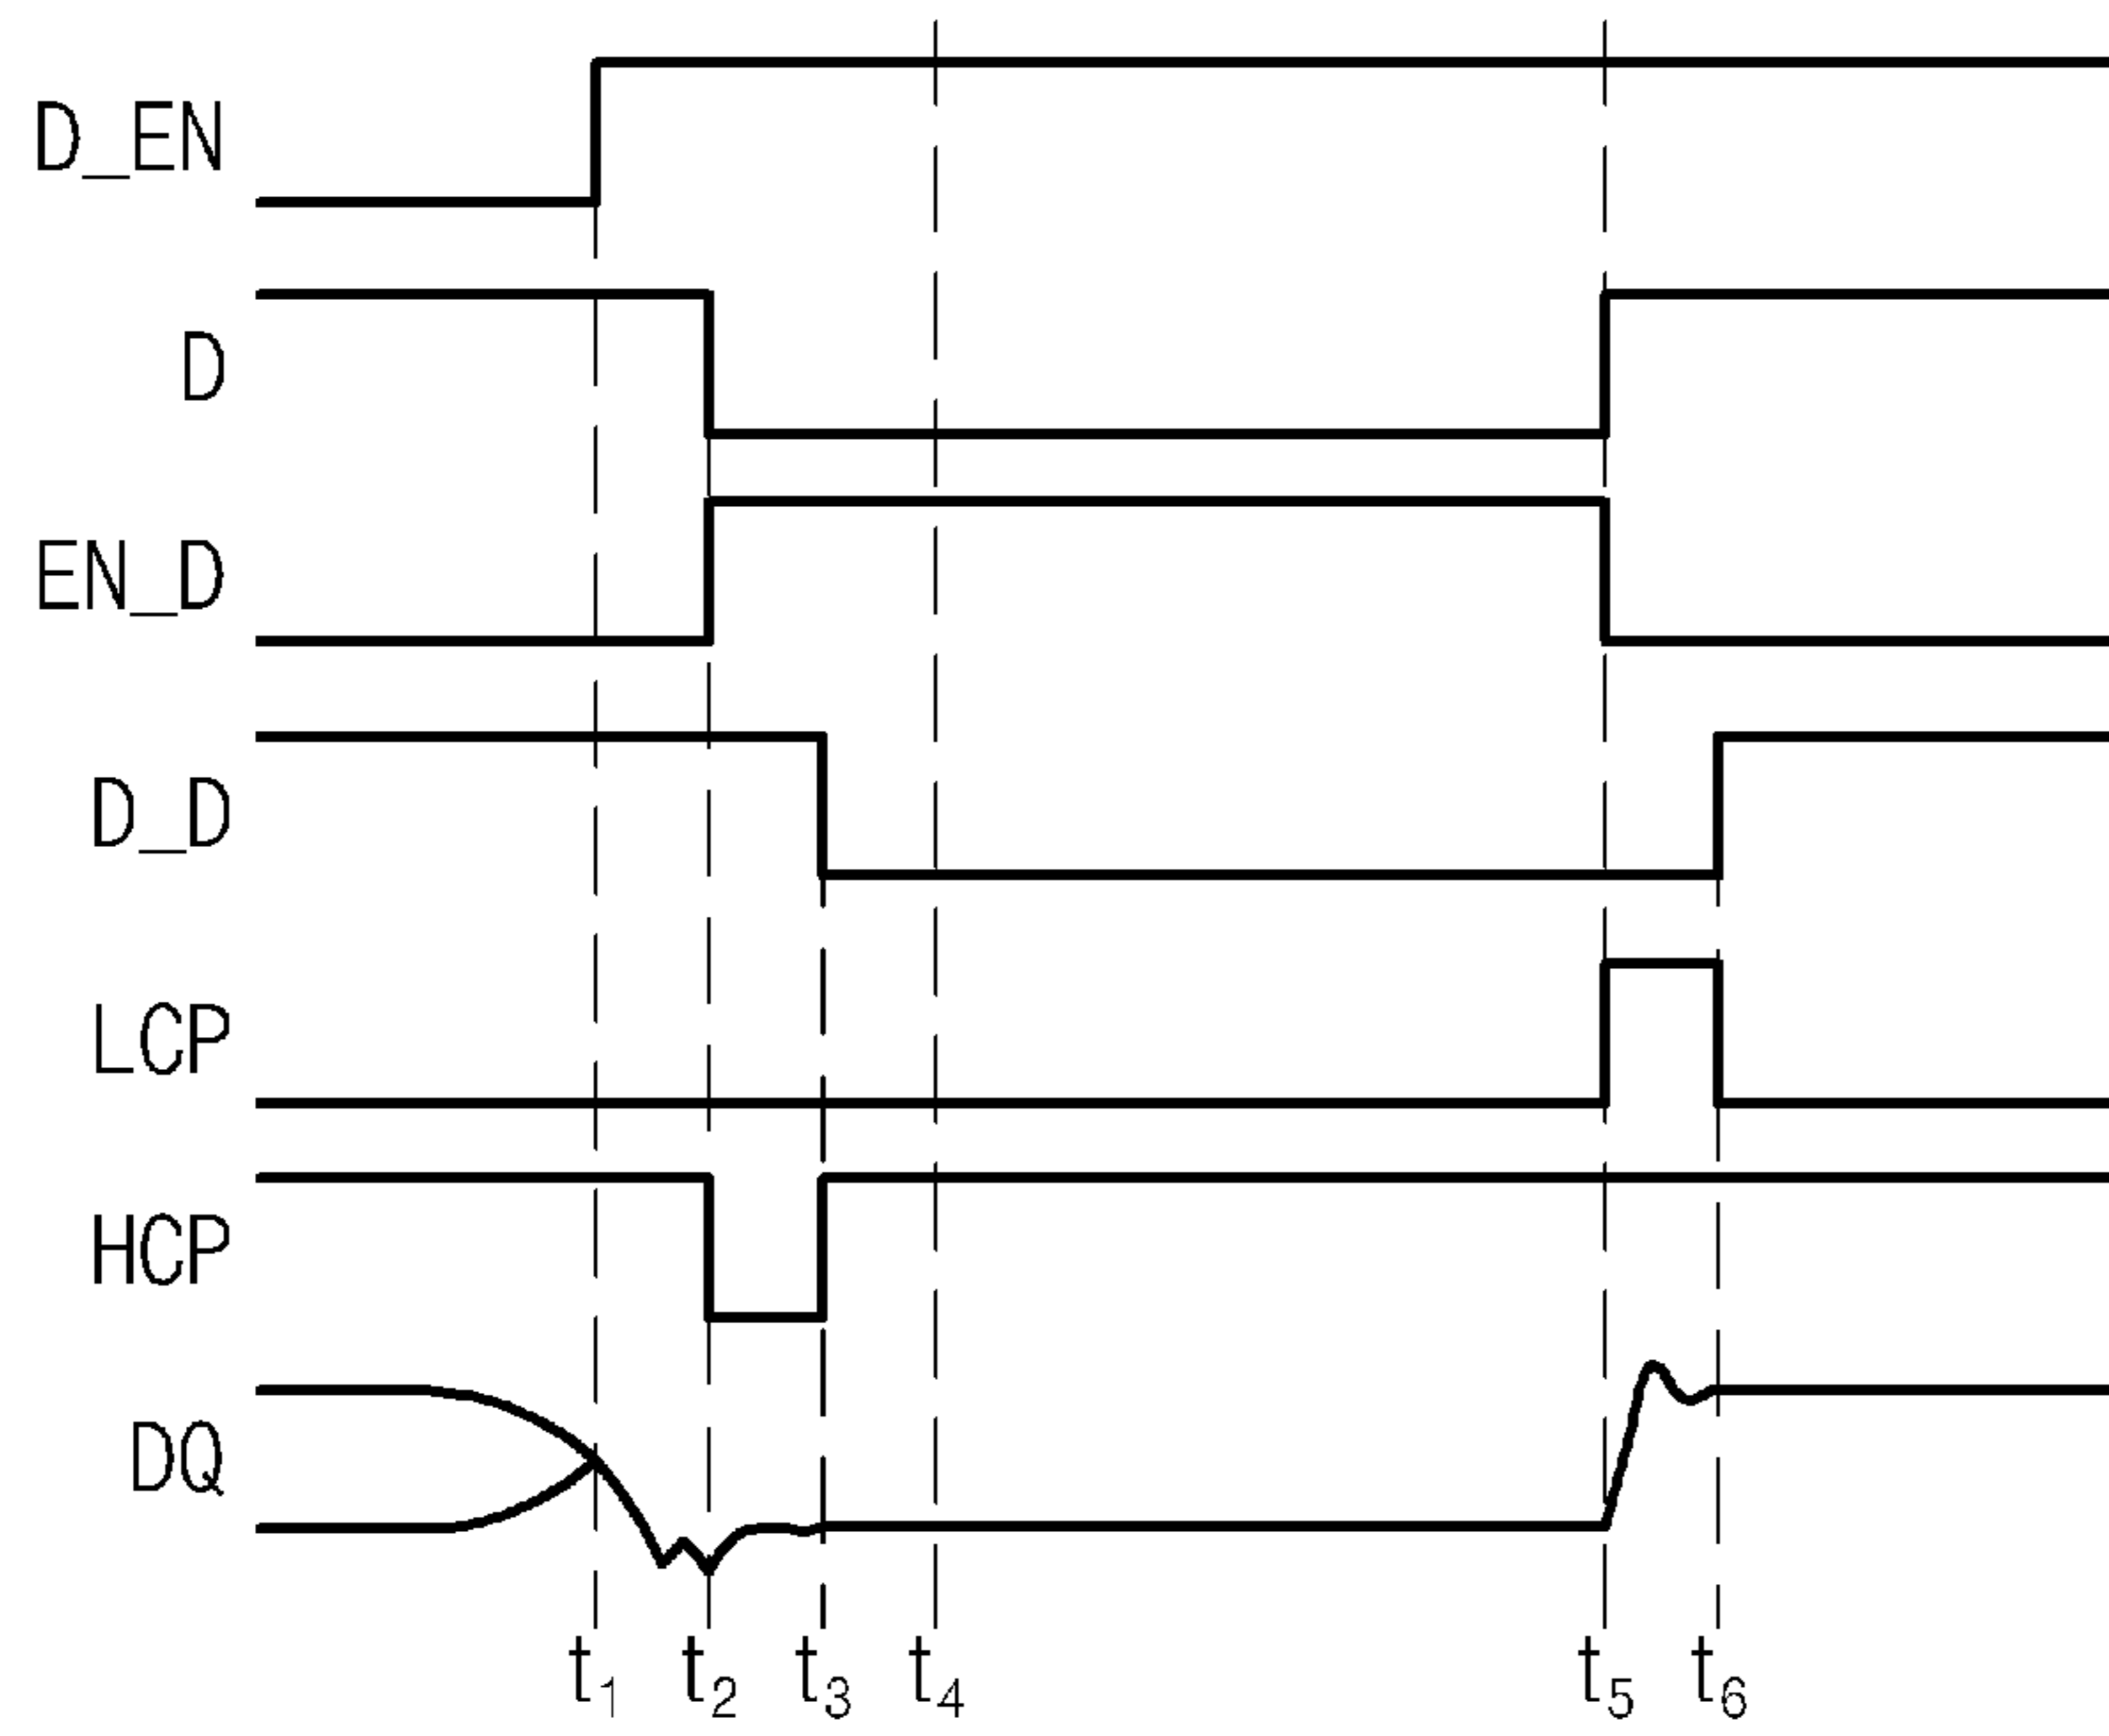 D_EN
D
EN_D
D_D
LCP
HCP
DQ
t1 t2 t3 t4 t5 t6